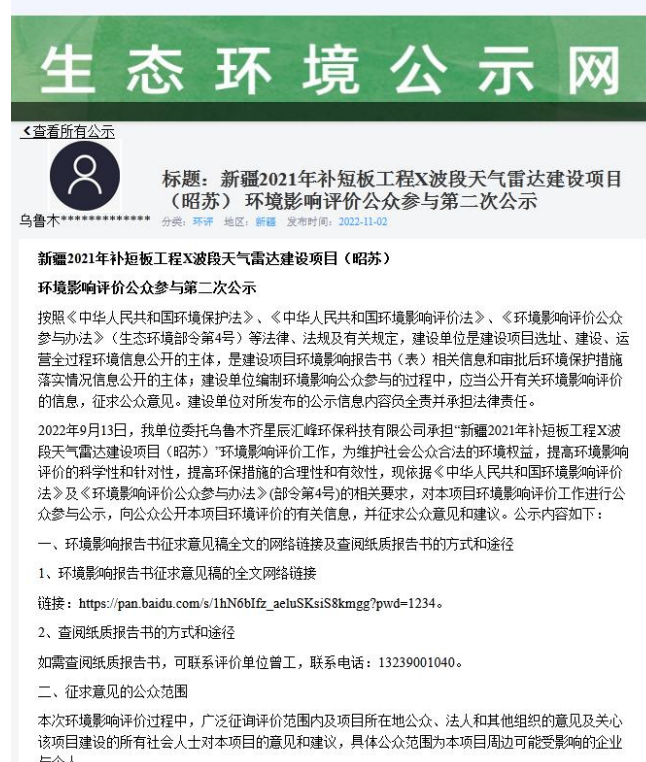 生态环境公示网
查看所有公示
标题：新疆2021年补短板工程X波段天气雷达建设项目
（昭苏） 环境影响评价公众参与第二次公示
乌鲁木*************
分类：环评 地区：新疆 发布时间：2022-11-02
新疆2021年补短板工程X波段天气雷达建设项目（昭苏）
环境影响评价公众参与第二次公示
按照《中华人民共和国环境保护法》、《中华人民共和国环境影响评价法》、《环境影响评价公众
参与办法》（生态环境部令第4号）等法律、法规及有关规定，建设单位是建设项目选址、建设、运
营全过程环境信息公开的主体，是建设项目环境影响报告书（表）相关信息和审批后环境保护措施
落实情况信息公开的主体；建设单位编制环境影响公众参与的过程中，应当公开有关环境影响评价
的信息，征求公众意见。建设单位对所发布的公示信息内容负全责并承担法律责任。
2022年9月13日，我单位委托乌鲁木齐星辰汇峰环保科技有限公司承担“新疆2021年补短板工程X波
段天气雷达建设项目（昭苏）”环境影响评价工作，为维护社会公众合法的环境权益，提高环境影响
评价的科学性和针对性，提高环保措施的合理性和有效性，现依据《中华人民共和国环境影响评价
法》及《环境影响评价公众参与办法》(部令第4号)的相关要求，对本项目环境影响评价工作进行公
众参与公示，向公众公开本项目环境评价的有关信息，并征求公众意见和建议。公示内容如下：
一、环境影响报告书征求意见稿全文的网络链接及查阅纸质报告书的方式和途径
1、环境影响报告书征求意见稿的全文网络链接
链接：https://pan.baidu.com/s/1hN6bIfz_aeluSKsiS8kmgg?pwd=1234。
2、查阅纸质报告书的方式和途径
如需查阅纸质报告书，可联系评价单位曾工，联系电话：13239001040。
二、征求意见的公众范围
本次环境影响评价过程中，广泛征询评价范围内及项目所在地公众、法人和其他组织的意见及关心
该项目建设的所有社会人士对本项目的意见和建议，具体公众范围为本项目周边可能受影响的企业